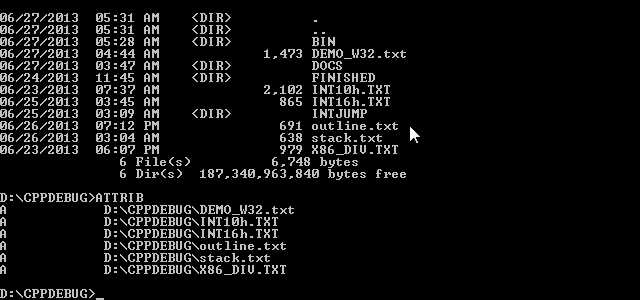 06/27/2013  05:31 AM    <DIR>          .
06/27/2013  05:31 AM    <DIR>          ..
06/27/2013  05:28 AM    <DIR>          BIN
06/27/2013  04:44 AM             1,473 DEMO_W32.txt
06/27/2013  03:47 AM    <DIR>          DOCS
06/24/2013  11:45 AM    <DIR>          FINISHED
06/23/2013  07:37 AM             2,102 INT10h.TXT
06/25/2013  03:45 AM               865 INT16h.TXT
06/25/2013  03:09 AM    <DIR>          INTJUMP
06/26/2013  07:12 PM               691 outline.txt
06/26/2013  03:04 AM               638 stack.txt
06/23/2013  06:07 PM               979 X86_DIV.TXT
               6 File(s)          6,748 bytes
               6 Dir(s)  187,340,963,840 bytes free
D:\CPPDEBUG>ATTRIB
A            D:\CPPDEBUG\DEMO_W32.txt
A            D:\CPPDEBUG\INT10h.TXT
A            D:\CPPDEBUG\INT16h.TXT
A            D:\CPPDEBUG\outline.txt
A            D:\CPPDEBUG\stack.txt
A            D:\CPPDEBUG\X86_DIV.TXT
D:\CPPDEBUG>_